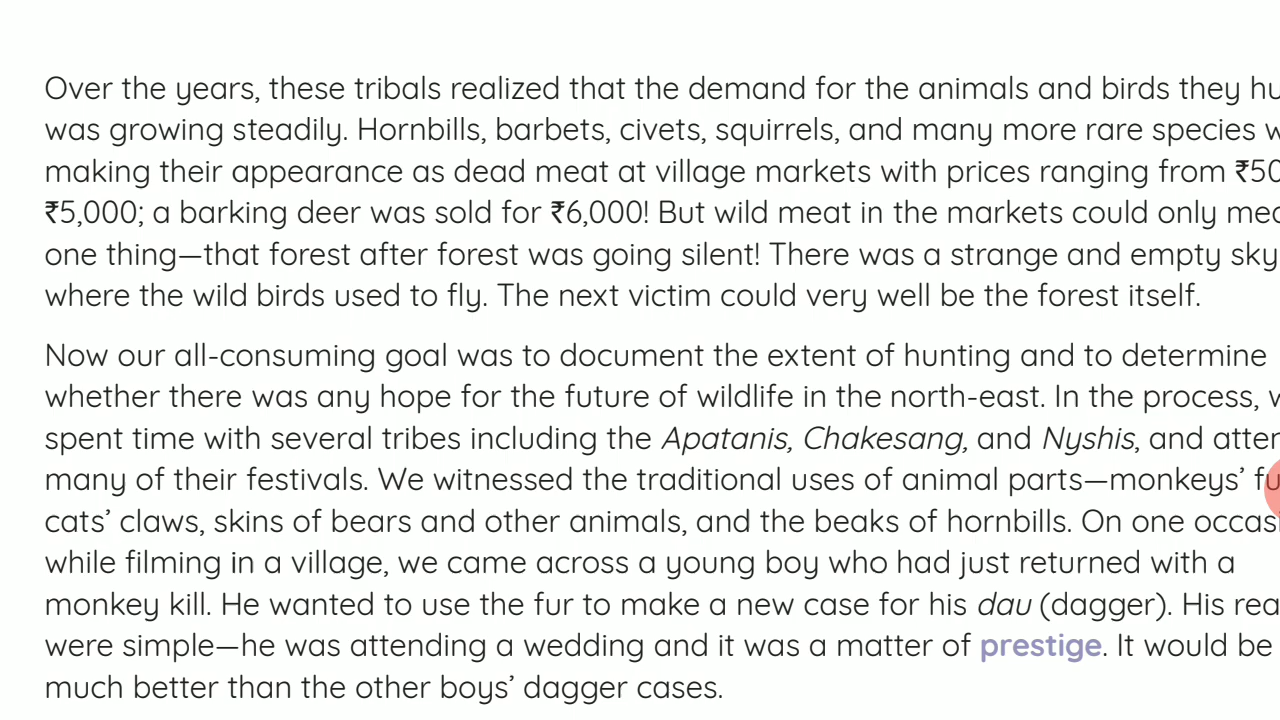 Over the years, these tribals realized that the demand for the animals and birds they
was growing steadily. Hornbills, barbets, civets, squirrels, and many more rare species
making their appearance as dead meat at village markets with prices ranging from
₹5,000; a barking deer was sold for ₹6,000! But wild meat in the markets could only
one thing—that forest after forest was going silent! There was a strange and empty sky
where the wild birds used to fly. The next victim could very well be the forest itself.
Now our all-consuming goal was to document the extent of hunting and to determine
whether there was any hope for the future of wildlife in the north-east. In the process,
spent time with several tribes including the Apatanis, Chakesang, and Nyshis, and
many of their festivals. We witnessed the traditional uses of animal parts—monkeys’
cats’ claws, skins of bears and other animals, and the beaks of hornbills. On one
while filming in a village, we came across a young boy who had just returned with a
monkey kill. He wanted to use the fur to make a new case for his dau (dagger). His
were simple—he was attending a wedding and it was a matter of prestige. It would be
much better than the other boys’ dagger cases.